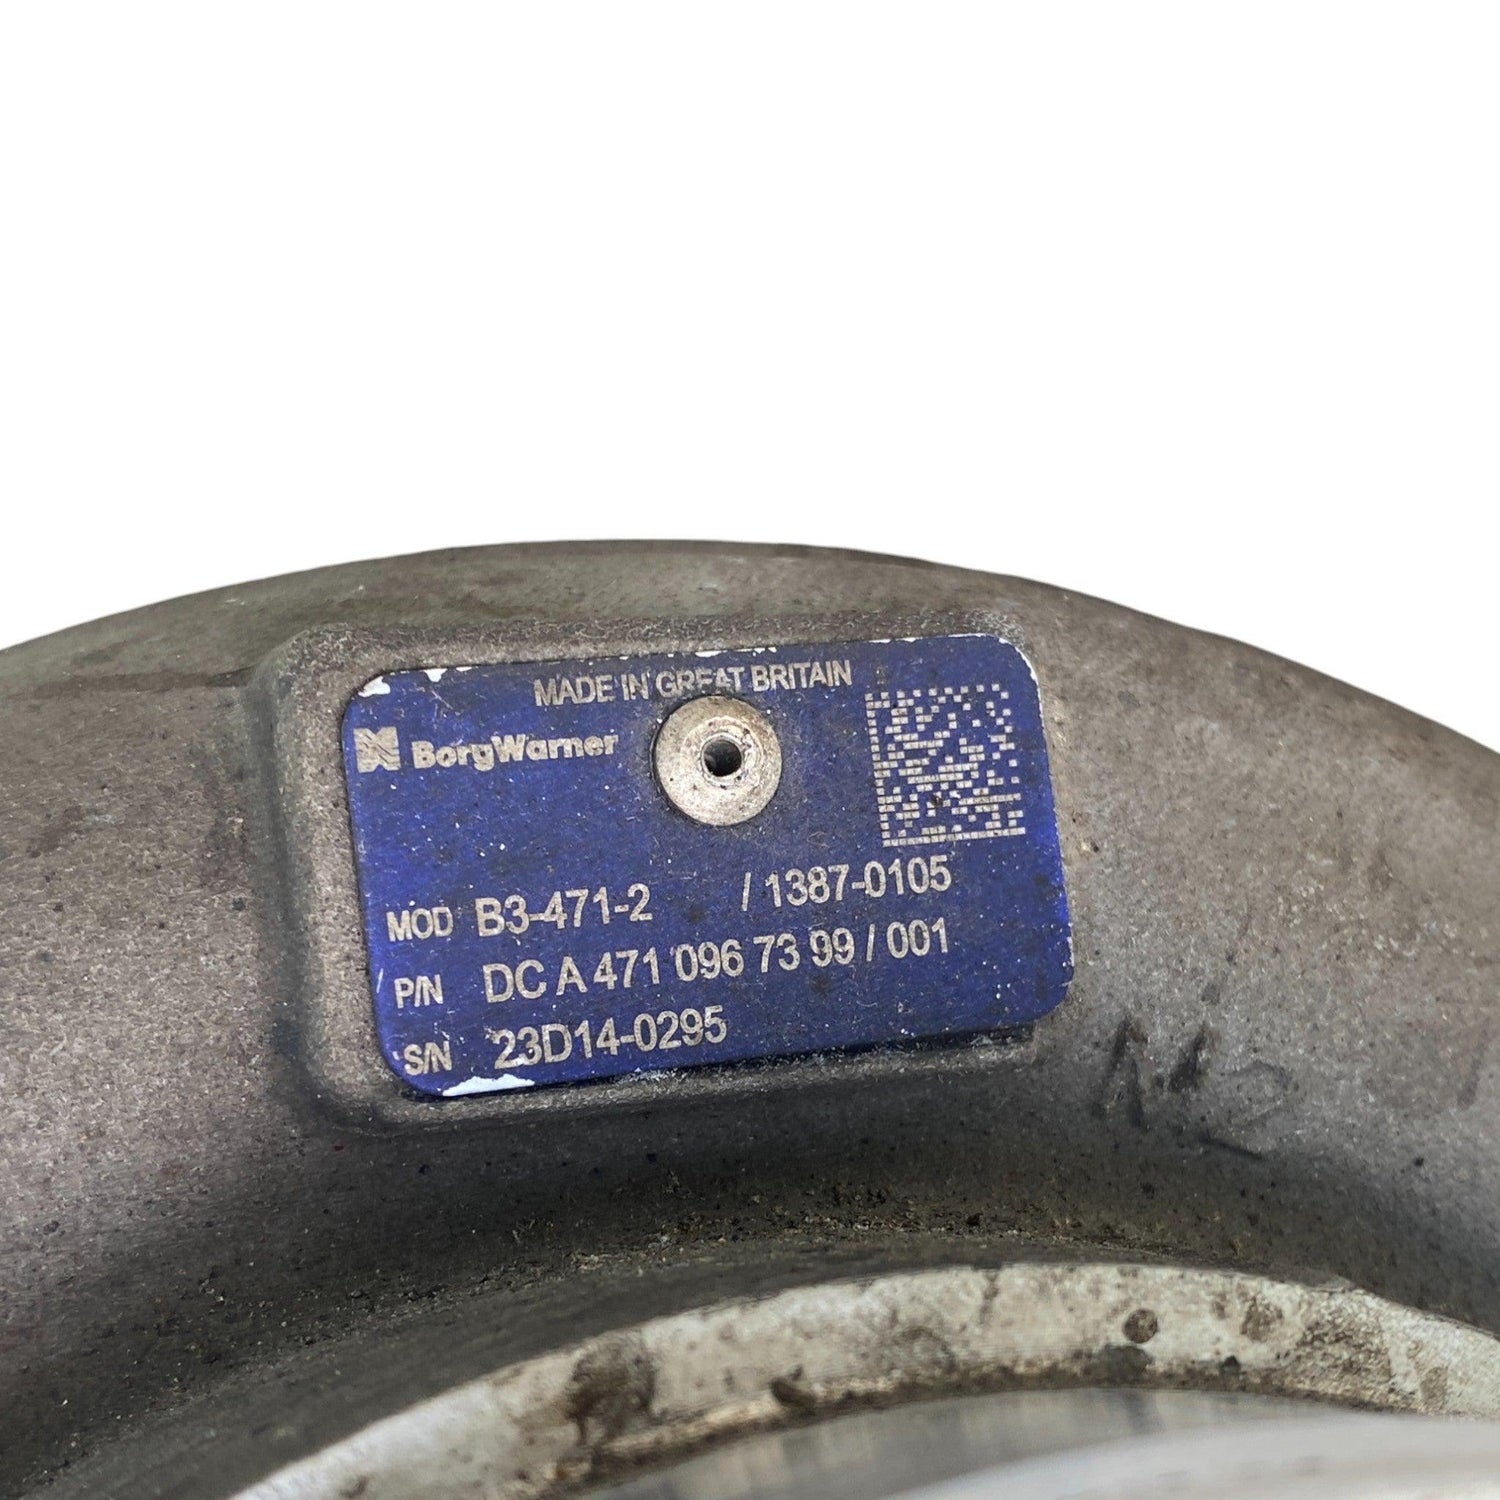 MADE IN GREAT BRITAIN
BorgWarner
MOD B3-471-2 / 1387-0105
P/N DC A 471 096 73 99 / 001
S/N 23D14-0295